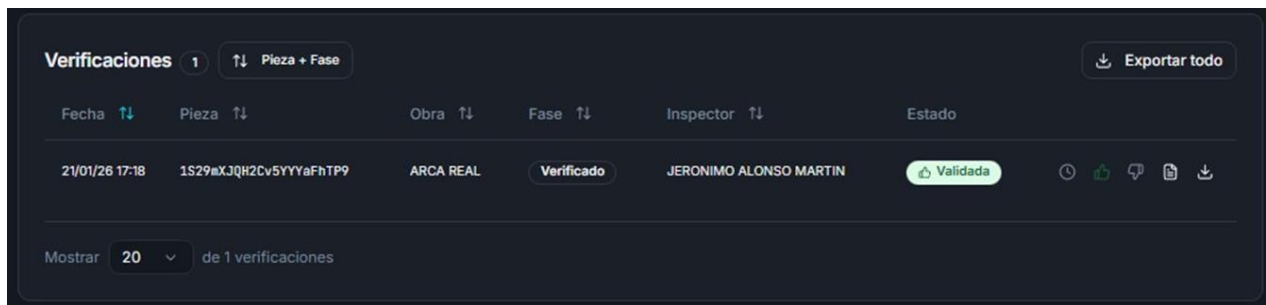 Verificaciones 1 Pieza + Fase Exportar todo
Fecha Pieza Obra Fase Inspector Estado
21/01/26 17:18 1S29mXJQH2Cv5YYYaFhTP9 ARCA REAL Verificado JERONIMO ALONSO MARTIN Validada
Mostrar 20 de 1 verificaciones